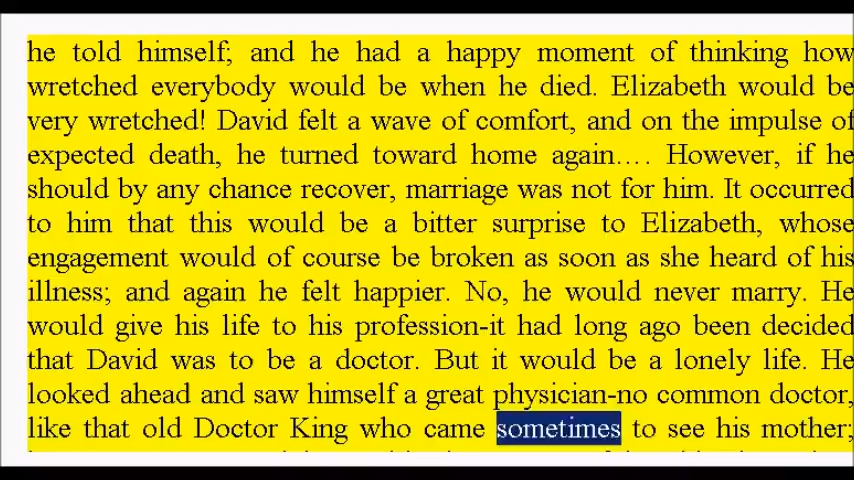 he told himself; and he had a happy moment of thinking how
wretched everybody would be when he died. Elizabeth would be
very wretched! David felt a wave of comfort, and on the impulse of
expected death, he turned toward home again.... However, if he
should by any chance recover, marriage was not for him. It occurred
to him that this would be a bitter surprise to Elizabeth, whose
engagement would of course be broken as soon as she heard of his
illness; and again he felt happier. No, he would never marry. He
would give his life to his profession-it had long ago been decided
that David was to be a doctor. But it would be a lonely life. He
looked ahead and saw himself a great physician-no common doctor,
like that old Doctor King who came sometimes to see his mother;